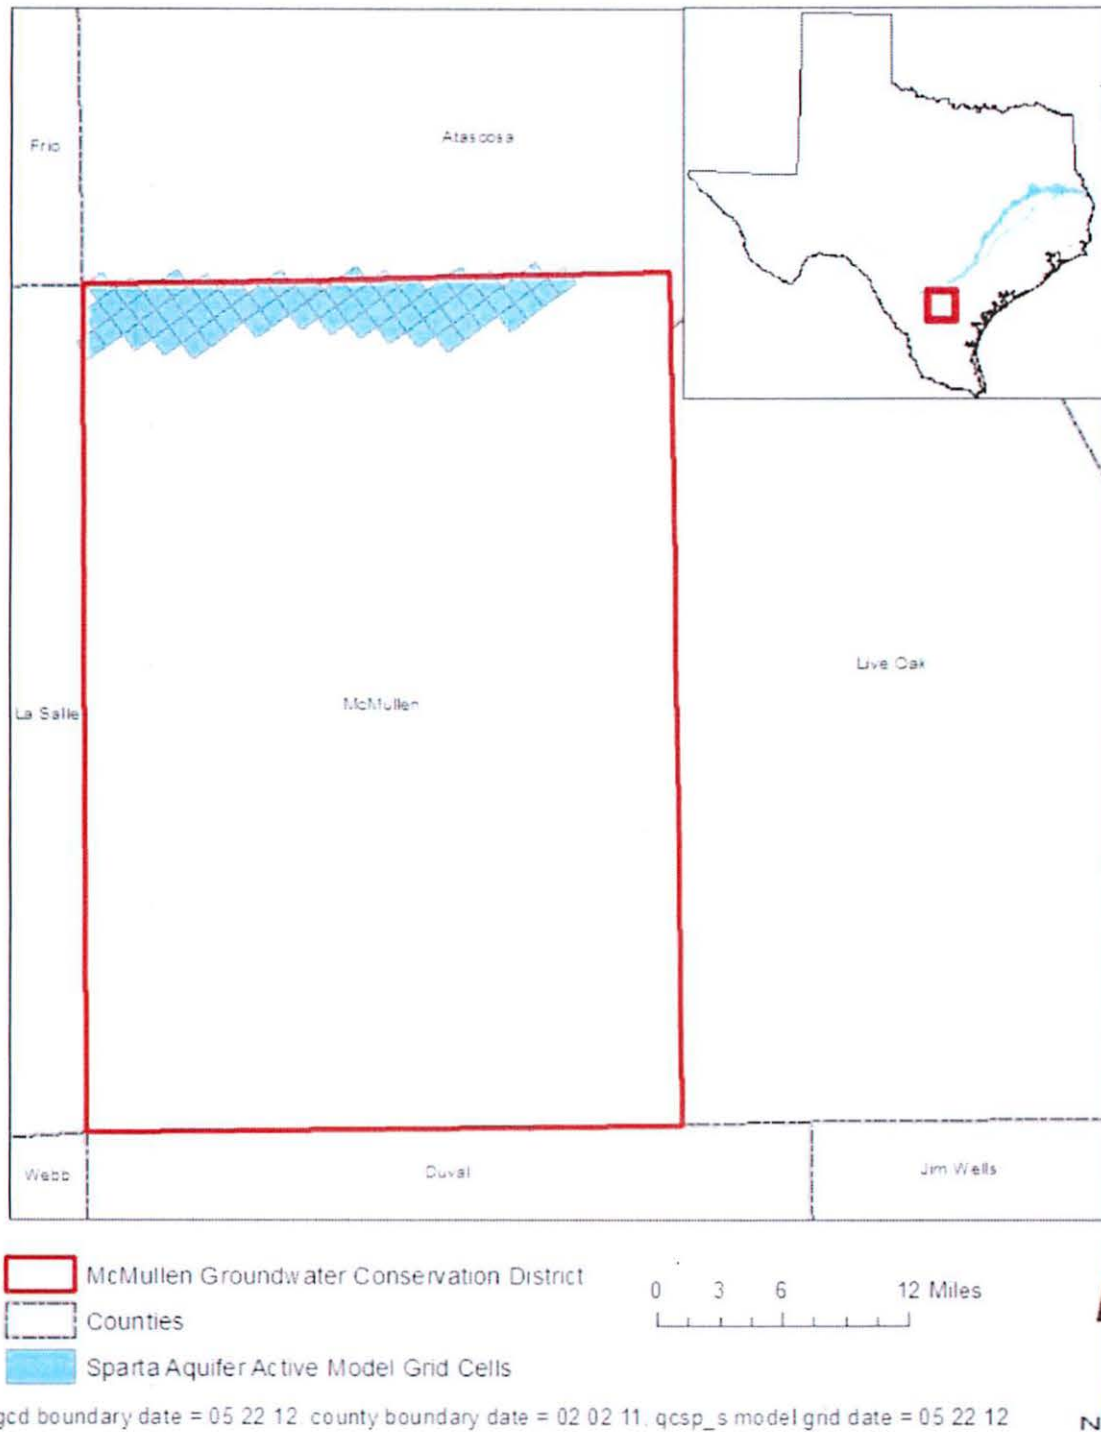 Frio
Atascosa
La Salle
McMullen
Live Oak
Webb
Duval
Jim Wells
McMullen Groundwater Conservation District
0 3 6 12 Miles
Counties
Sparta Aquifer Active Model Grid Cells
gcd boundary date = 05 22 12 county boundary date = 02 02 11, qcsp_s model grid date = 05 22 12